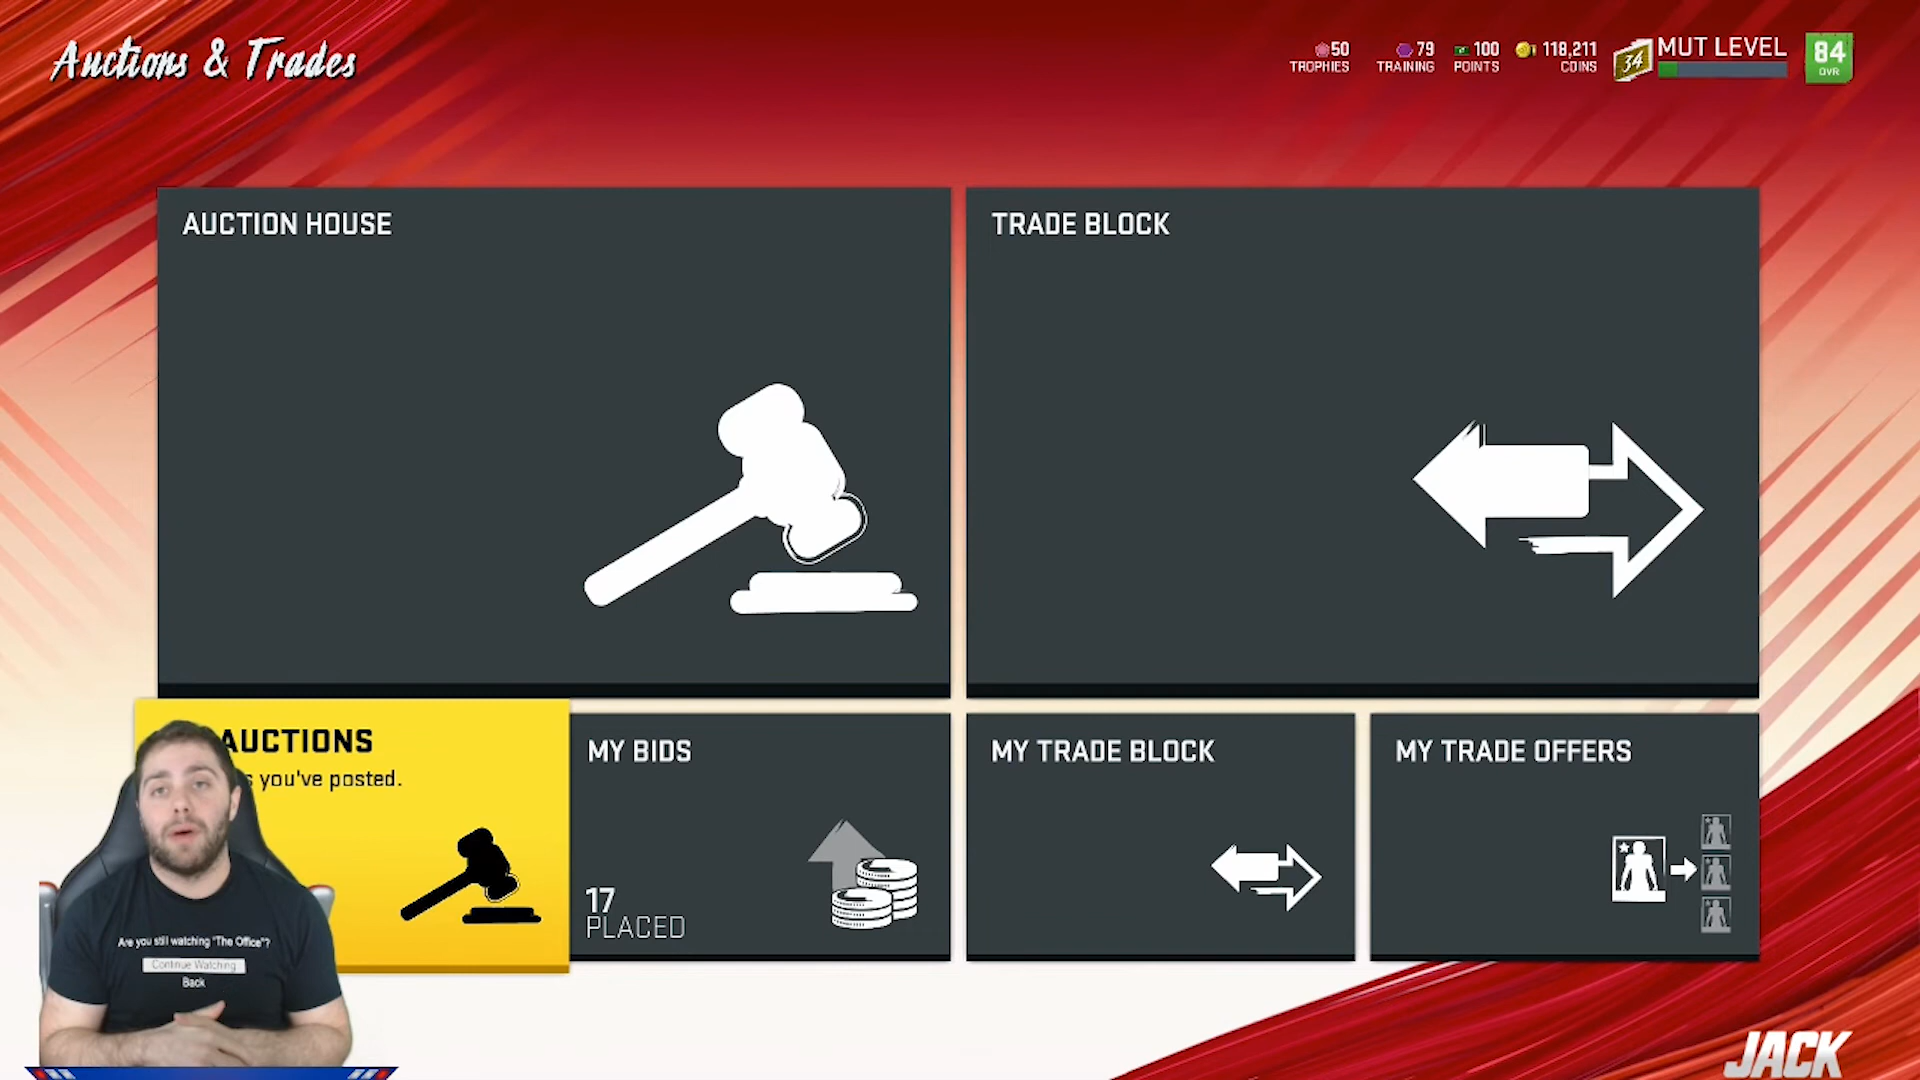 Auctions & Trades
50
TROPHIES
79
TRAINING
100
POINTS
118,211
COINS
34
MUT LEVEL
84
OVR
AUCTION HOUSE
TRADE BLOCK
AUCTIONS
you've posted.
MY BIDS
17
PLACED
MY TRADE BLOCK
MY TRADE OFFERS
Are you still watching "The Office"?
Continue Watching
Back
JACK